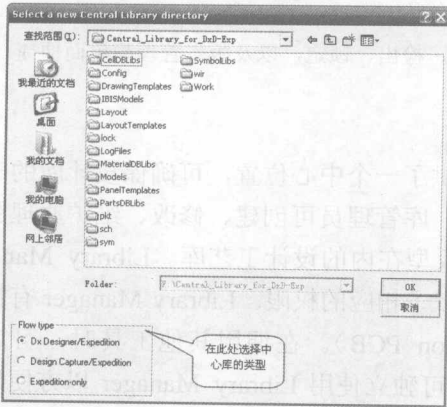 Select a new Central Library directory
查找范围(I):
Central_Library_for_DxD-Exp
我最近的文档
桌面
我的文档
我的电脑
网上邻居
CellDBLibs
Config
DrawingTemplates
IBISModels
Layout
LayoutTemplates
lock
LogFiles
MaterialDBLibs
Models
PanelTemplates
PartsDBLibs
pkt
sch
sym
SymbolLibs
wir
Work
Folder:
F:\Central_Library_for_DxD-Exp
OK
取消
Flow type
Dx Designer/Expedition
Design Capture/Expedition
Expedition-only
在此处选择中
心库的类型